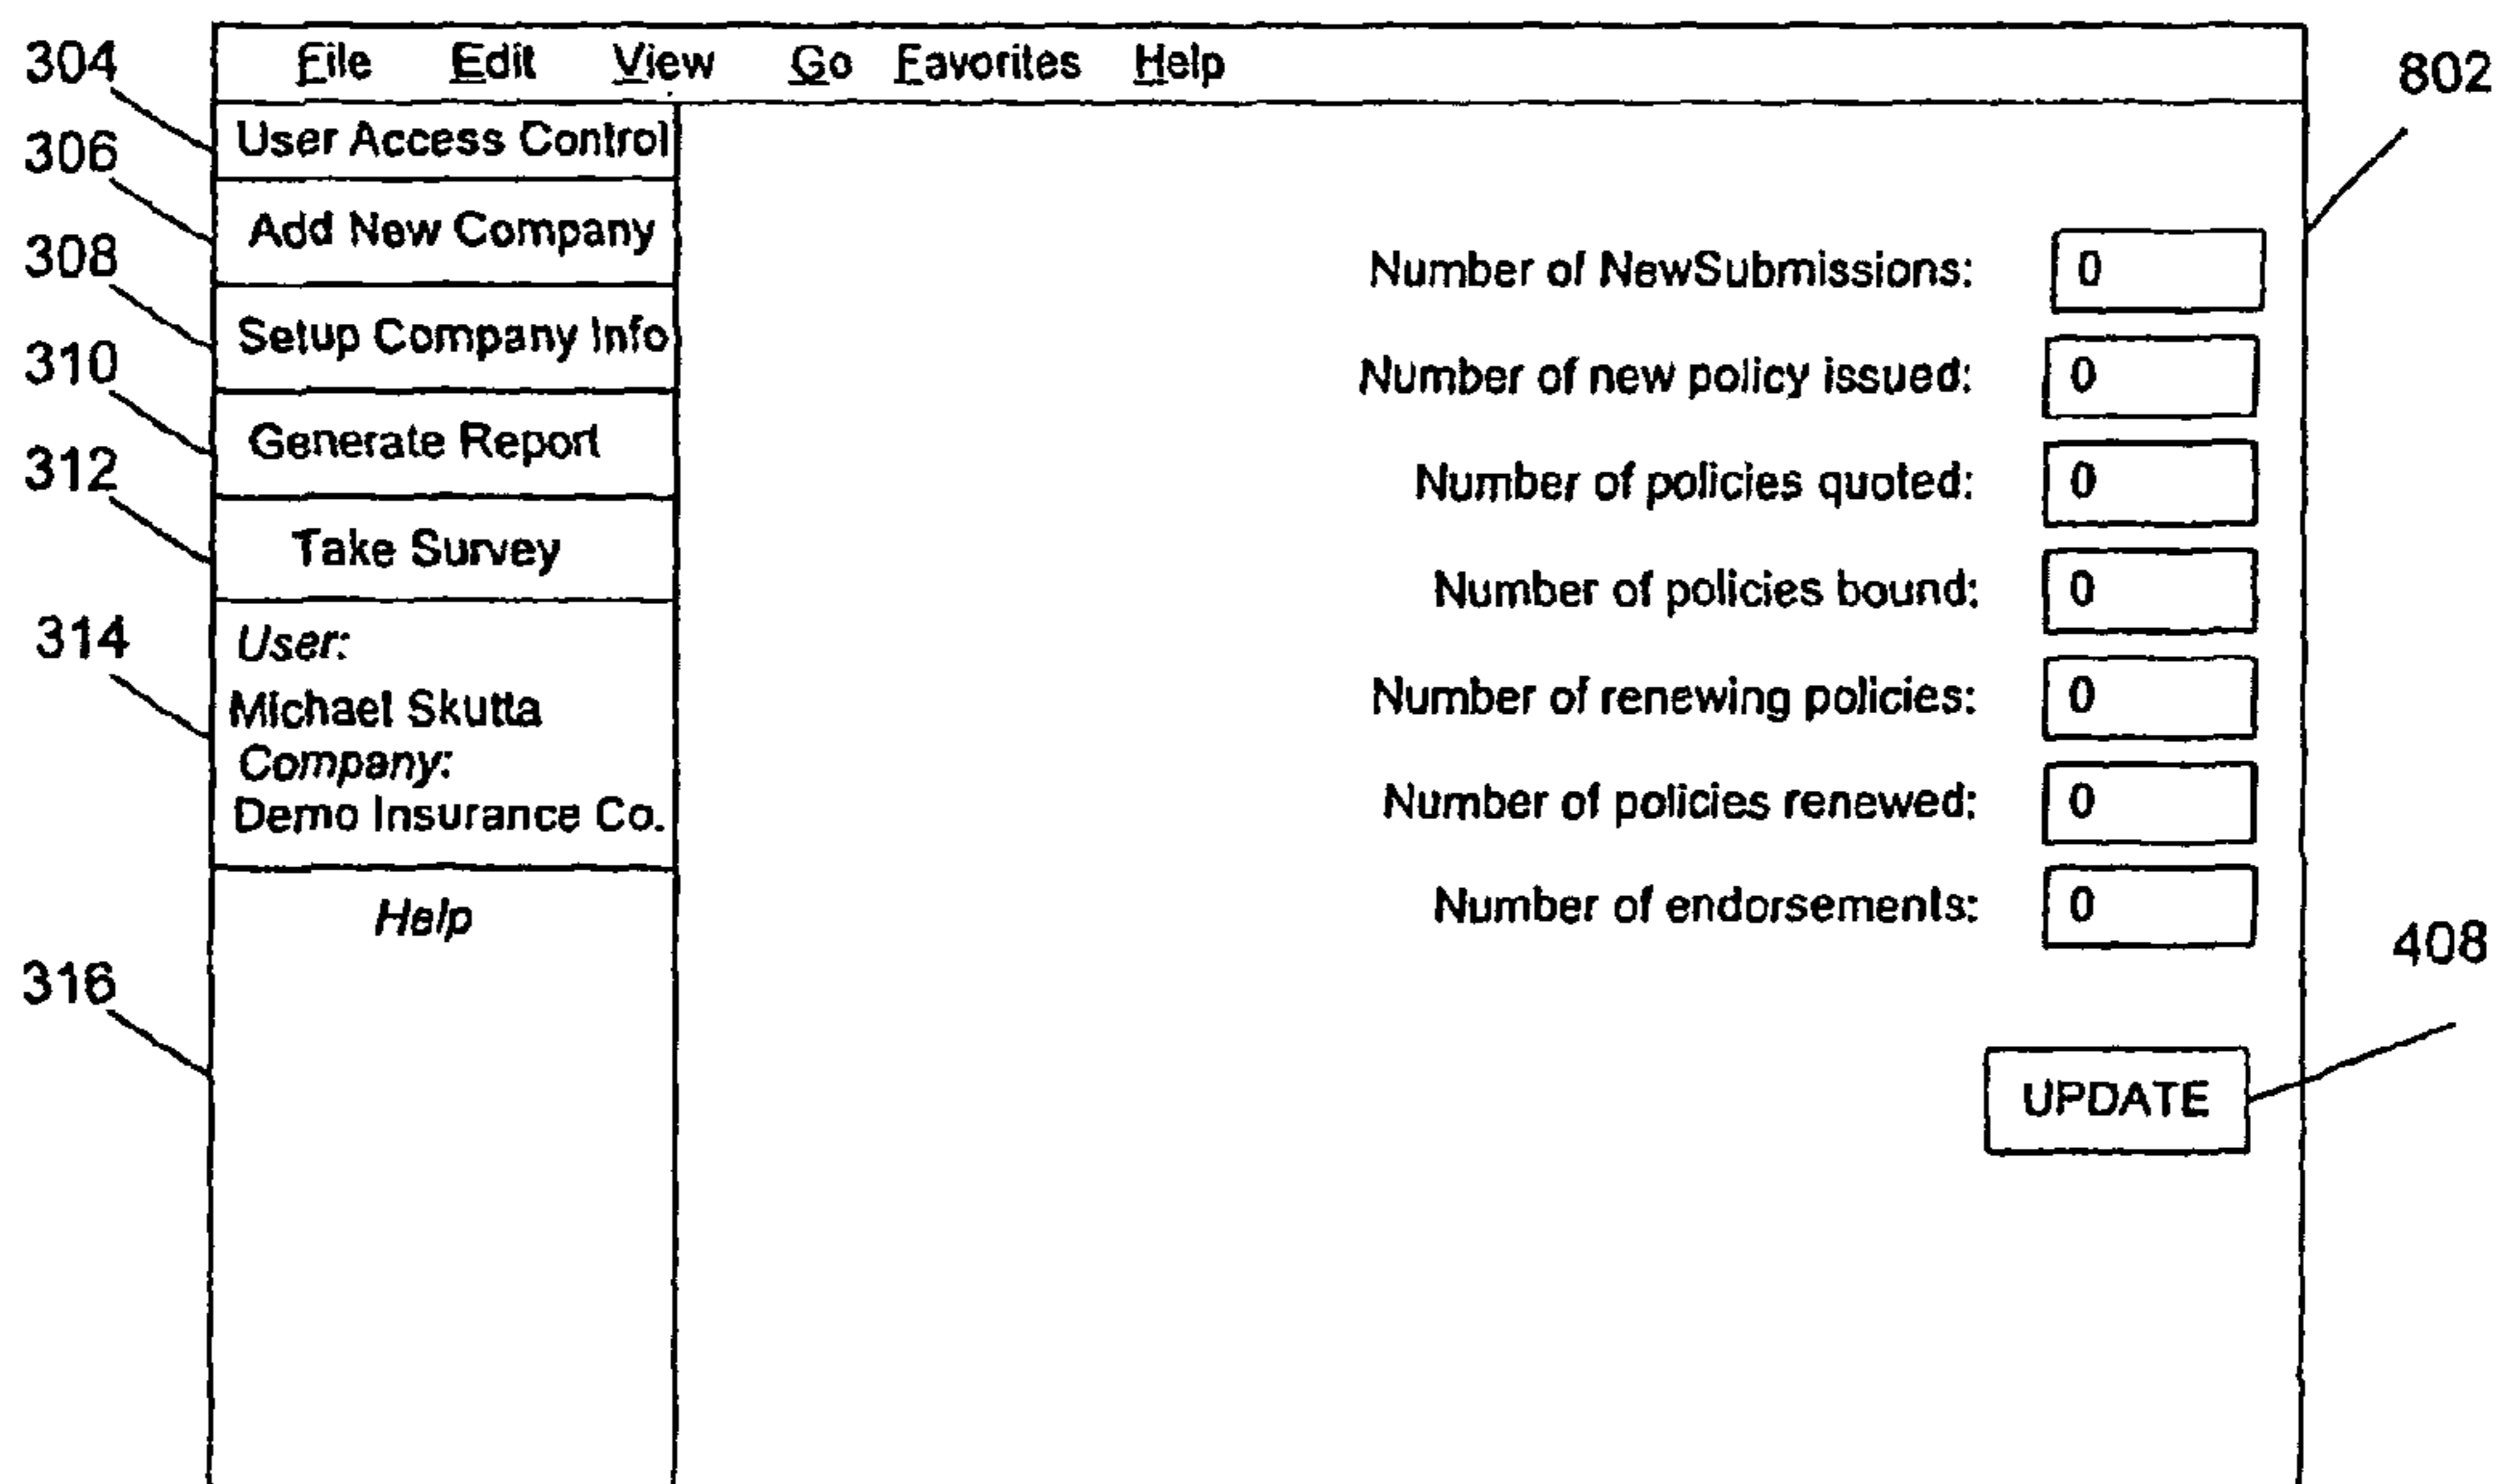 File Edit View Go Favorites Help
304
306
308
310
312
314
316
User Access Control
Add New Company
Setup Company Info
Generate Report
Take Survey
User:
Michael Skutta
Company:
Demo Insurance Co.
Help
802
Number of NewSubmissions: 0
Number of new policy issued: 0
Number of policies quoted: 0
Number of policies bound: 0
Number of renewing policies: 0
Number of policies renewed: 0
Number of endorsements: 0
408
UPDATE